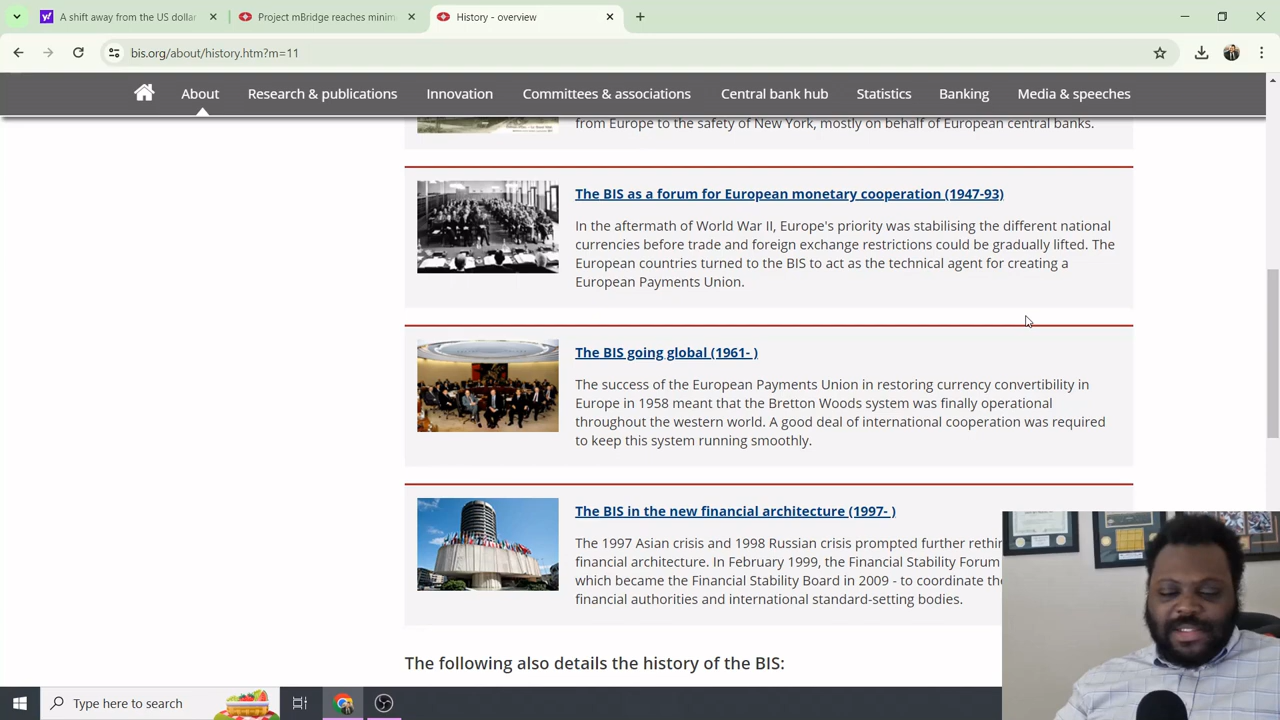 A shift away from the US dollar
Project mBridge reaches minim
History - overview
bis.org/about/history.htm?m=11
About
Research & publications
Innovation
Committees & associations
Central bank hub
Statistics
Banking
Media & speeches
from Europe to the safety of New York, mostly on behalf of European central banks.
The BIS as a forum for European monetary cooperation (1947-93)
In the aftermath of World War II, Europe's priority was stabilising the different national
currencies before trade and foreign exchange restrictions could be gradually lifted. The
European countries turned to the BIS to act as the technical agent for creating a
European Payments Union.
The BIS going global (1961- )
The success of the European Payments Union in restoring currency convertibility in
Europe in 1958 meant that the Bretton Woods system was finally operational
throughout the western world. A good deal of international cooperation was required
to keep this system running smoothly.
The BIS in the new financial architecture (1997- )
The 1997 Asian crisis and 1998 Russian crisis prompted further rethin
financial architecture. In February 1999, the Financial Stability Forum
which became the Financial Stability Board in 2009 - to coordinate the
financial authorities and international standard-setting bodies.
The following also details the history of the BIS:
Type here to search